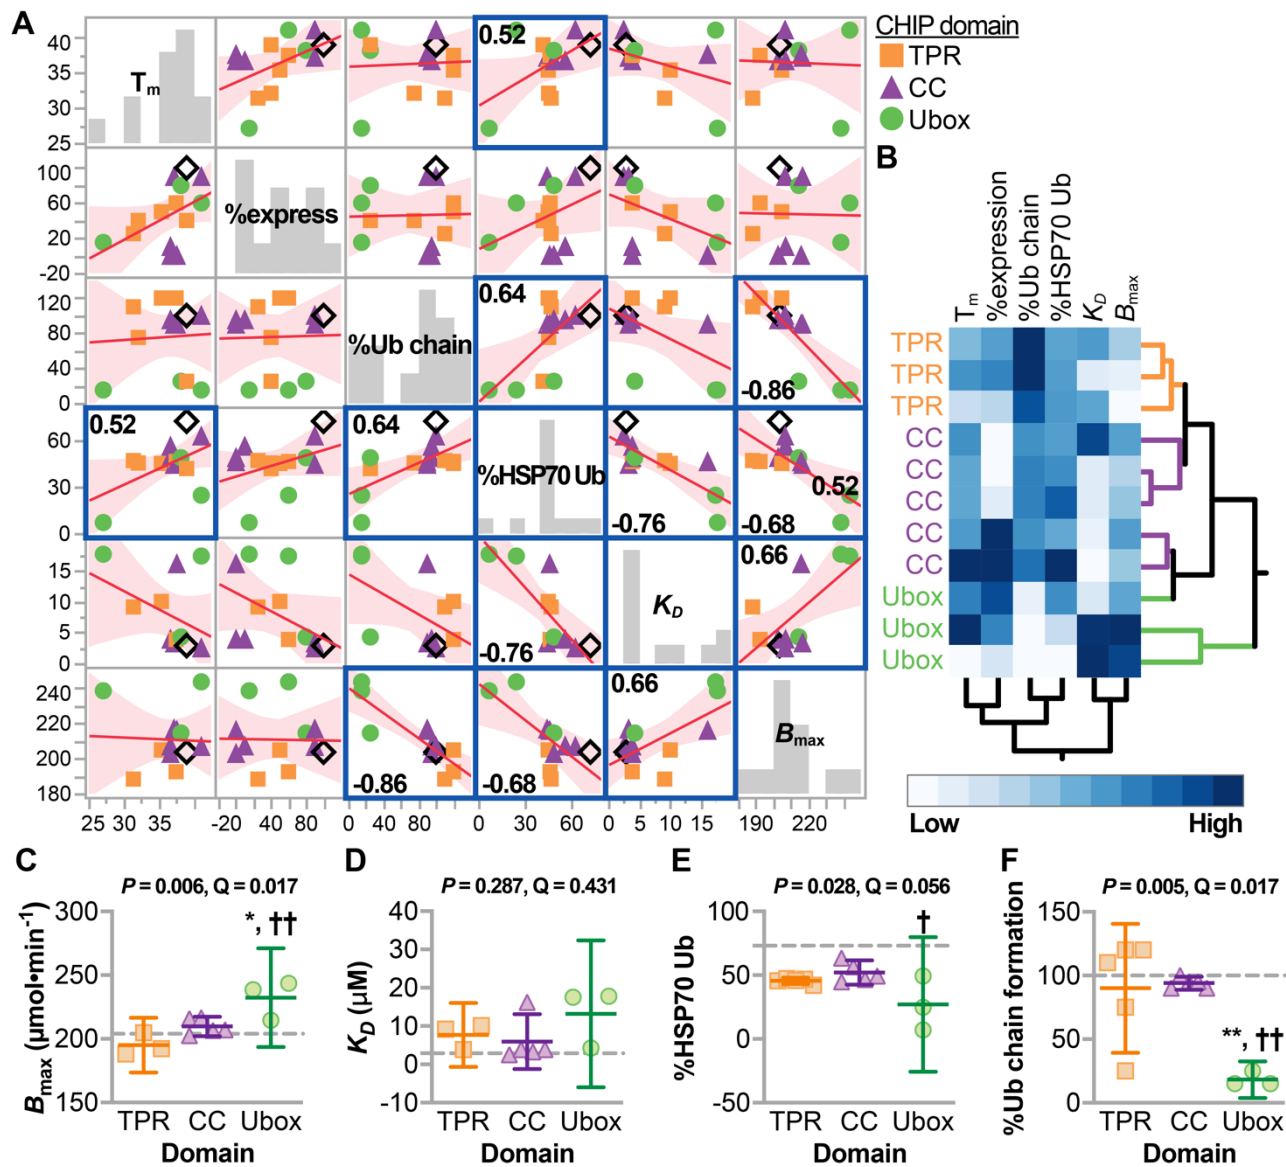 A
CHIP domain
TPR
CC
Ubox
40
35
30
25
Tm
0.52
100
60
20
-20
%express
120
80
40
0
%Ub chain
0.64
-0.86
60
30
0
0.52
0.64
%HSP70 Ub
-0.76
-0.68
0.52
15
10
5
0
-0.76
KD
0.66
240
220
200
180
-0.86
-0.68
0.66
Bmax
25 30 35
-20 40 80
0 40 80
0 30 60
0 5 10 15
190 220
B
Tm
%expression
%Ub chain
%HSP70 Ub
KD
Bmax
TPR
TPR
TPR
CC
CC
CC
CC
CC
Ubox
Ubox
Ubox
Low High
C
P = 0.006, Q = 0.017
Bmax (µmol•min⁻¹)
300
250
200
150
*, ††
TPR CC Ubox
Domain
D
P = 0.287, Q = 0.431
KD (µM)
40
30
20
10
0
-10
TPR CC Ubox
Domain
E
P = 0.028, Q = 0.056
%HSP70 Ub
100
50
0
-50
†
TPR CC Ubox
Domain
F
P = 0.005, Q = 0.017
%Ub chain formation
150
100
50
0
**, ††
TPR CC Ubox
Domain